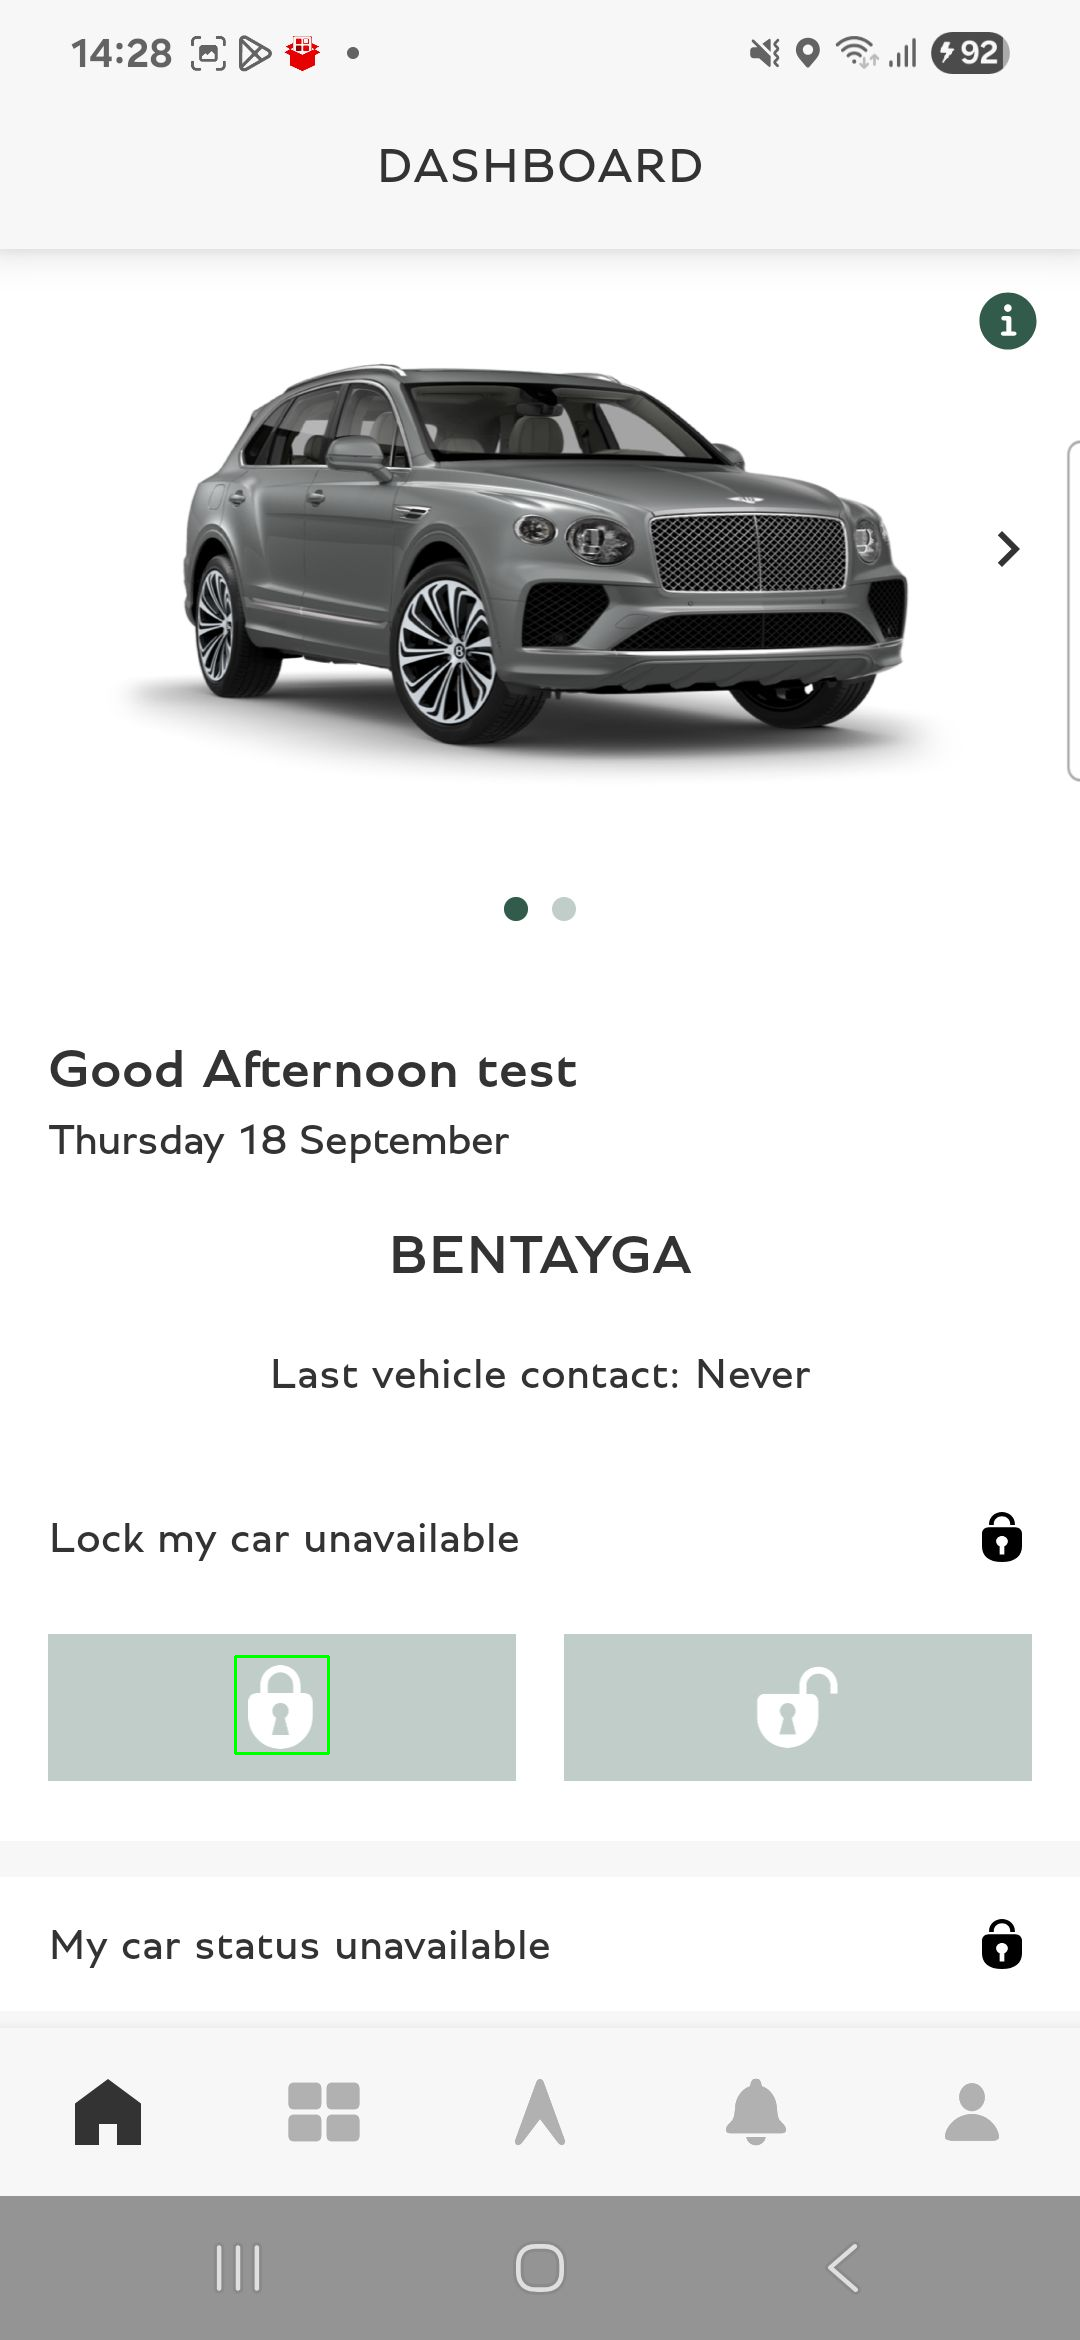 14:28
92
DASHBOARD
Good Afternoon test
Thursday 18 September
BENTAYGA
Last vehicle contact: Never
Lock my car unavailable
My car status unavailable